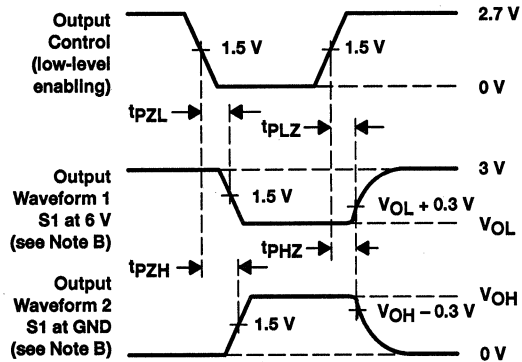 Output
Control
(low-level
enabling)
1.5 V
1.5 V
2.7 V
0 V
tPZL
tPLZ
Output
Waveform 1
S1 at 6 V
(see Note B)
1.5 V
3 V
VOL + 0.3 V
VOL
tPHZ
tPZH
Output
Waveform 2
S1 at GND
(see Note B)
1.5 V
VOH
VOH – 0.3 V
0 V